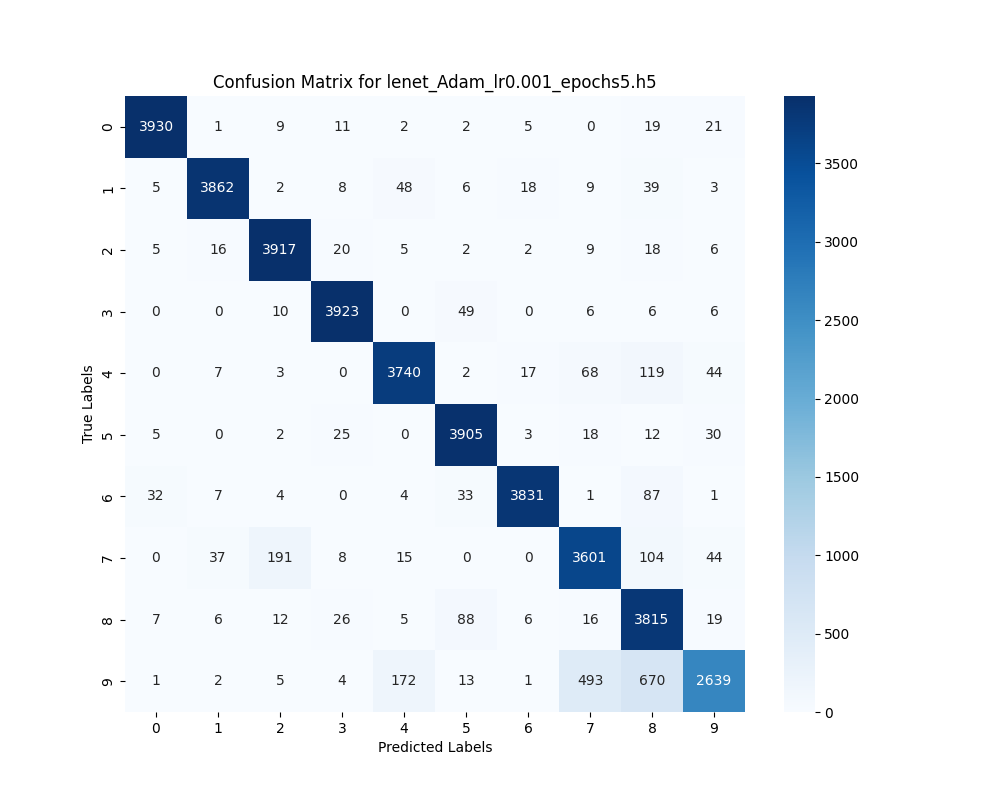 Confusion Matrix for lenet_Adam_lr0.001_epochs5.h5
0 3930 1 9 11 2 2 5 0 19 21
1 5 3862 2 8 48 6 18 9 39 3
2 5 16 3917 20 5 2 2 9 18 6
3 0 0 10 3923 0 49 0 6 6 6
4 0 7 3 0 3740 2 17 68 119 44
5 5 0 2 25 0 3905 3 18 12 30
6 32 7 4 0 4 33 3831 1 87 1
7 0 37 191 8 15 0 0 3601 104 44
8 7 6 12 26 5 88 6 16 3815 19
9 1 2 5 4 172 13 1 493 670 2639
0 1 2 3 4 5 6 7 8 9
Predicted Labels
True Labels
3500
3000
2500
2000
1500
1000
500
0